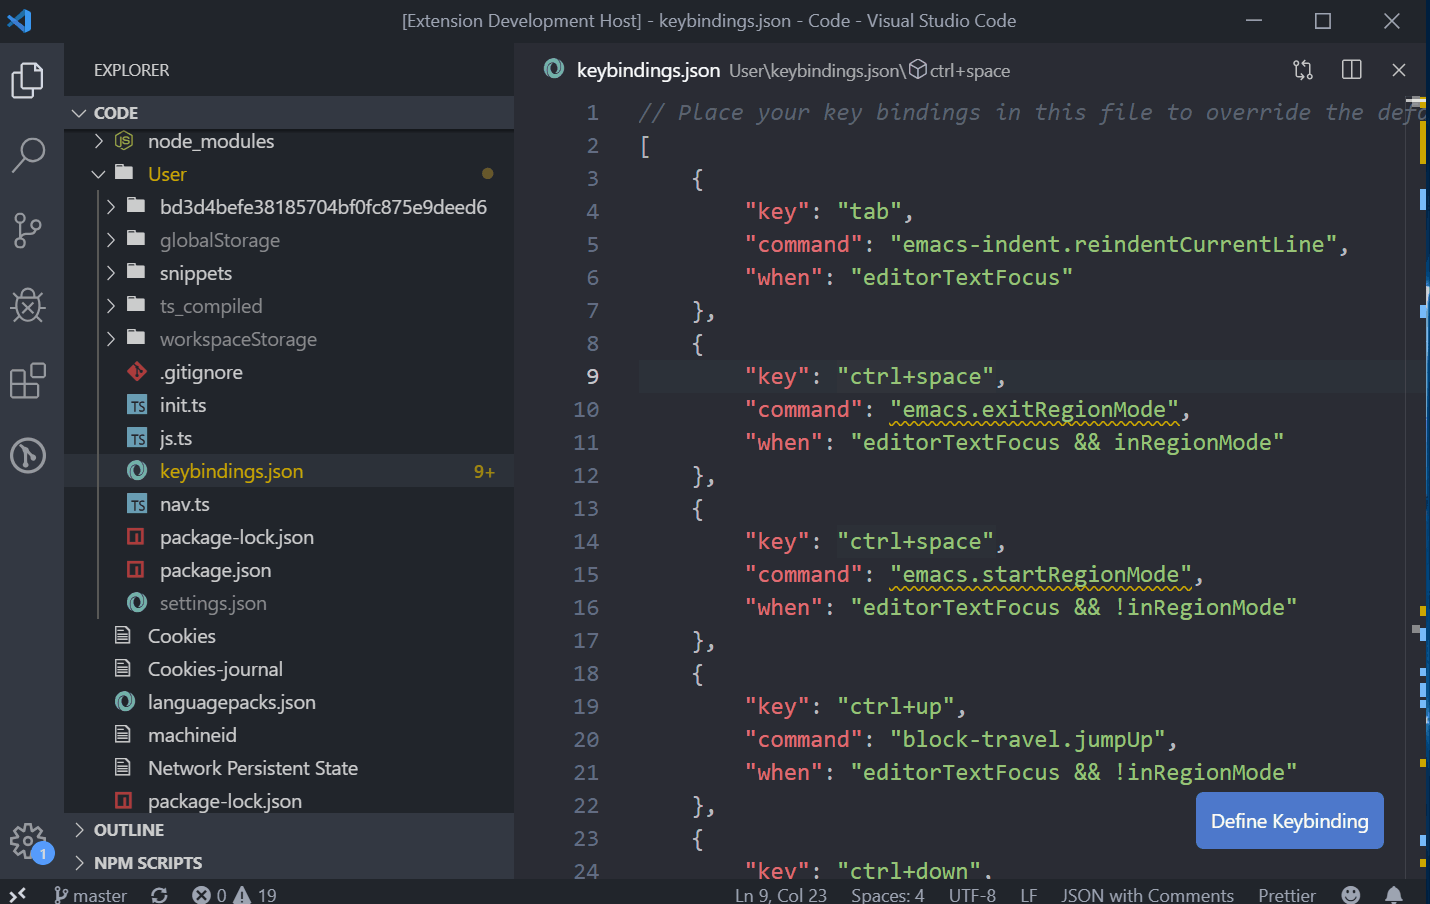 [Extension Development Host] - keybindings.json - Code - Visual Studio Code
EXPLORER
CODE
node_modules
User
bd3d4befe38185704bf0fc875e9deed6
globalStorage
snippets
ts_compiled
workspaceStorage
.gitignore
TS init.ts
TS js.ts
keybindings.json 9+
TS nav.ts
package-lock.json
package.json
settings.json
Cookies
Cookies-journal
languagepacks.json
machineid
Network Persistent State
package-lock.json
OUTLINE
NPM SCRIPTS
1
keybindings.json User\keybindings.json\ctrl+space
1 // Place your key bindings in this file to override the defa
2 [
3 {
4 "key": "tab",
5 "command": "emacs-indent.reindentCurrentLine",
6 "when": "editorTextFocus"
7 },
8 {
9 "key": "ctrl+space",
10 "command": "emacs.exitRegionMode",
11 "when": "editorTextFocus && inRegionMode"
12 },
13 {
14 "key": "ctrl+space",
15 "command": "emacs.startRegionMode",
16 "when": "editorTextFocus && !inRegionMode"
17 },
18 {
19 "key": "ctrl+up",
20 "command": "block-travel.jumpUp",
21 "when": "editorTextFocus && !inRegionMode"
22 },
23 {
24 "key": "ctrl+down",
Define Keybinding
master 0 19 Ln 9, Col 23 Spaces: 4 UTF-8 LF JSON with Comments Prettier